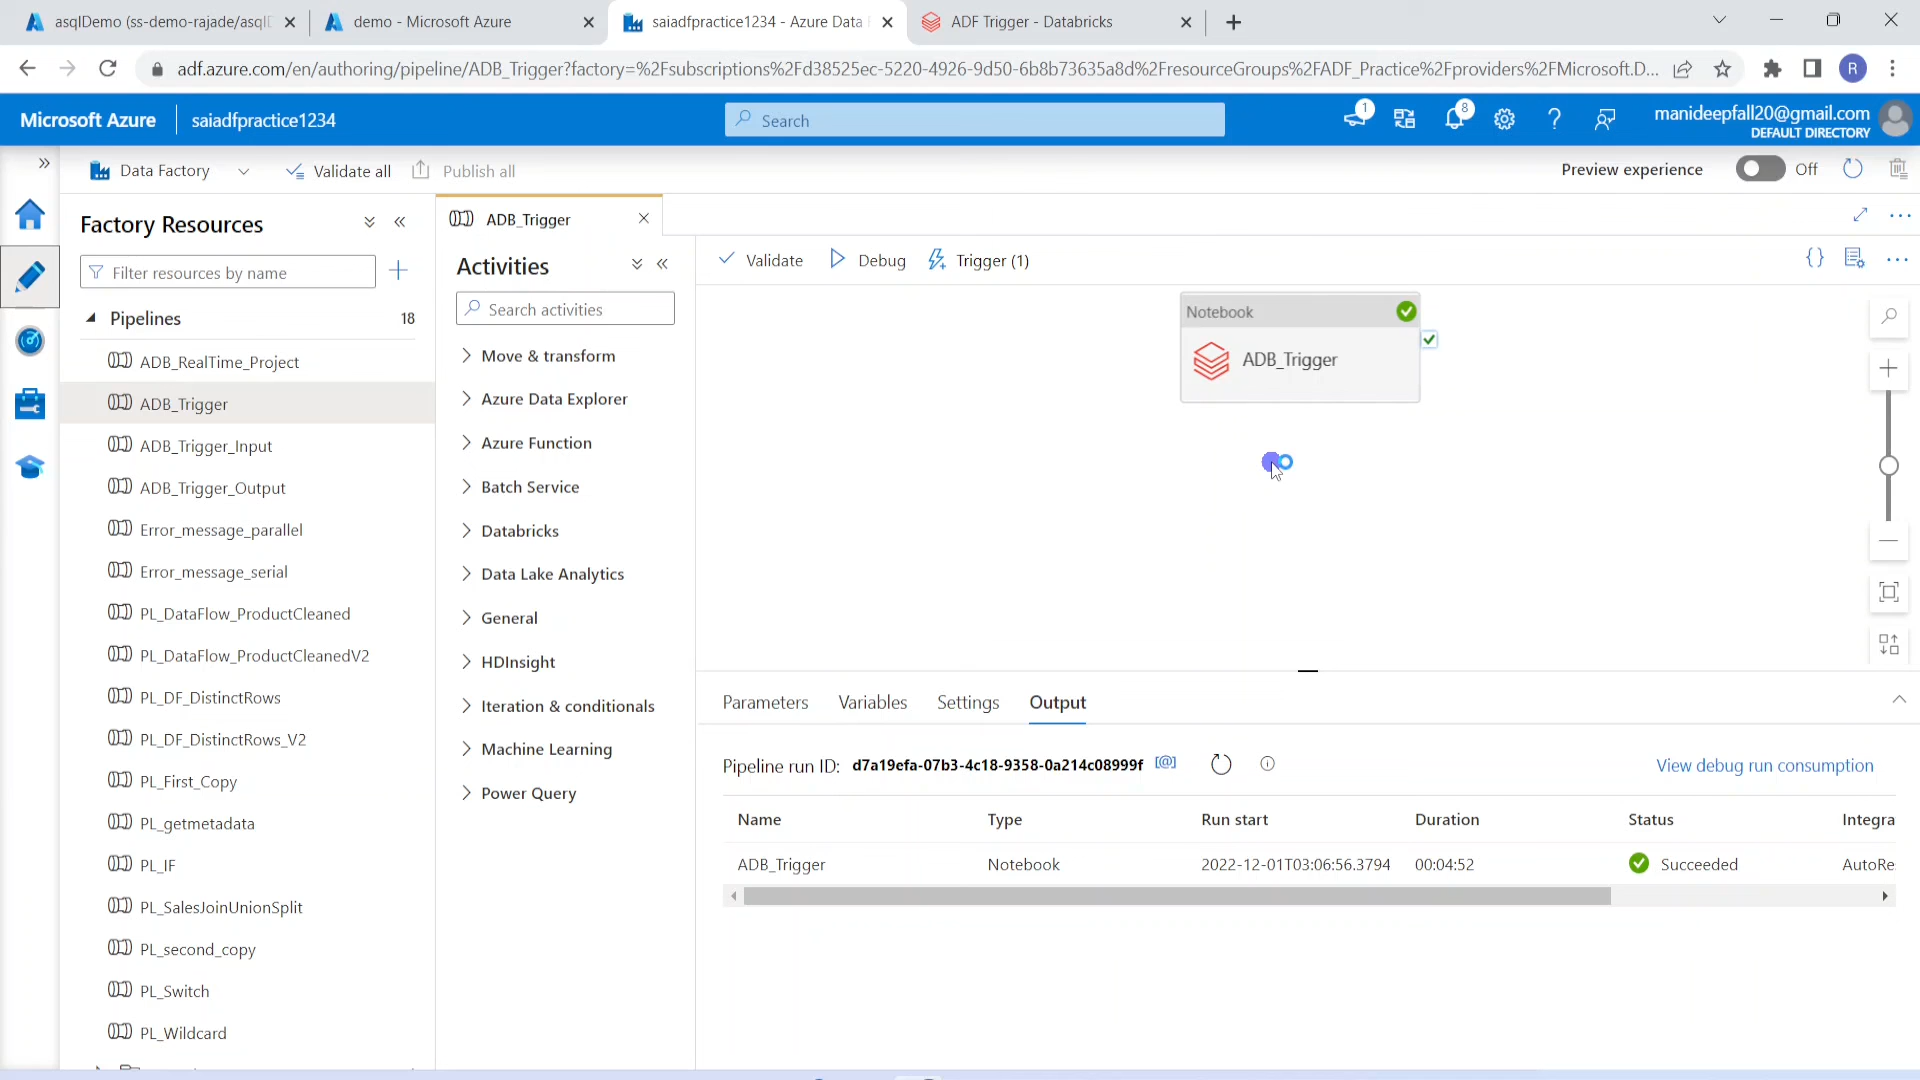 asqlDemo (ss-demo-rajade/asqlD
demo - Microsoft Azure
saiadfpractice1234 - Azure Data F
ADF Trigger - Databricks
adf.azure.com/en/authoring/pipeline/ADB_Trigger?factory=%2Fsubscriptions%2Fd38525ec-5220-4926-9d50-6b8b73635a8d%2FresourceGroups%2FADF_Practice%2Fproviders%2FMicrosoft.D...
R
Microsoft Azure
saiadfpractice1234
Search
1
8
manideepfall20@gmail.com
DEFAULT DIRECTORY
Data Factory
Validate all
Publish all
Preview experience
Off
Factory Resources
Filter resources by name
Pipelines
18
ADB_RealTime_Project
ADB_Trigger
ADB_Trigger_Input
ADB_Trigger_Output
Error_message_parallel
Error_message_serial
PL_DataFlow_ProductCleaned
PL_DataFlow_ProductCleanedV2
PL_DF_DistinctRows
PL_DF_DistinctRows_V2
PL_First_Copy
PL_getmetadata
PL_IF
PL_SalesJoinUnionSplit
PL_second_copy
PL_Switch
PL_Wildcard
ADB_Trigger
Activities
Search activities
Move & transform
Azure Data Explorer
Azure Function
Batch Service
Databricks
Data Lake Analytics
General
HDInsight
Iteration & conditionals
Machine Learning
Power Query
Validate
Debug
Trigger (1)
Notebook
ADB_Trigger
Parameters
Variables
Settings
Output
Pipeline run ID: d7a19efa-07b3-4c18-9358-0a214c08999f
View debug run consumption
Name Type Run start Duration Status Integra
ADB_Trigger Notebook 2022-12-01T03:06:56.3794 00:04:52 Succeeded AutoRe